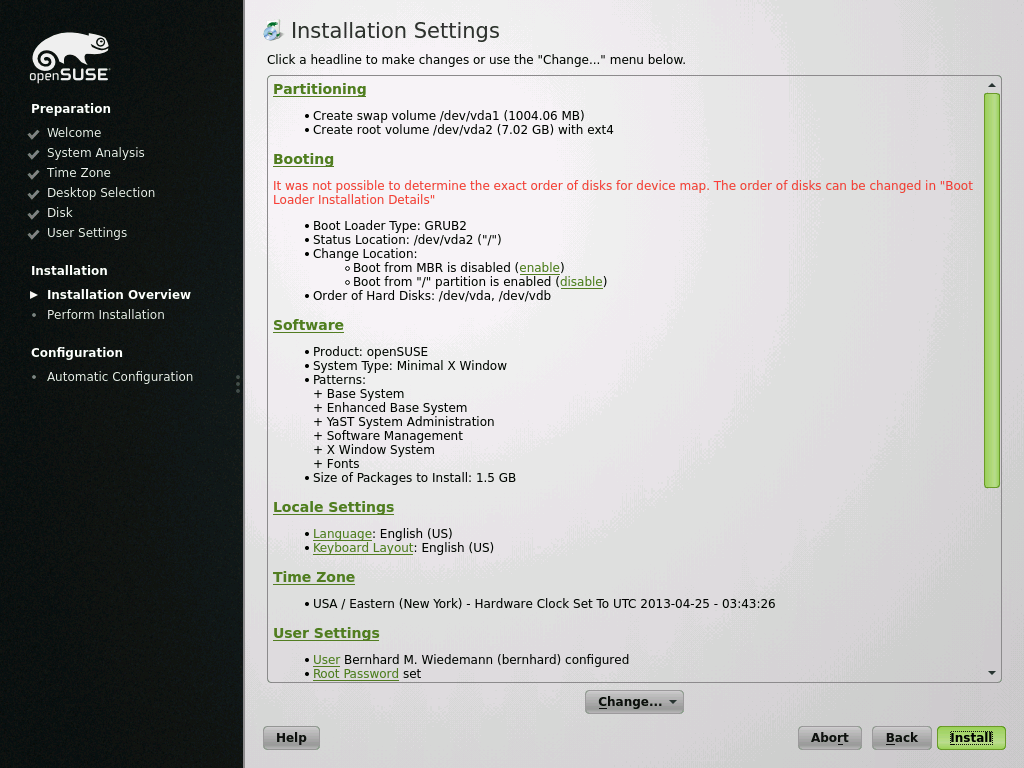 openSUSE
Preparation
Welcome
System Analysis
Time Zone
Desktop Selection
Disk
User Settings
Installation
Installation Overview
Perform Installation
Configuration
Automatic Configuration
Installation Settings
Click a headline to make changes or use the "Change..." menu below.
Partitioning
• Create swap volume /dev/vda1 (1004.06 MB)
• Create root volume /dev/vda2 (7.02 GB) with ext4
Booting
It was not possible to determine the exact order of disks for device map. The order of disks can be changed in "Boot
Loader Installation Details"
• Boot Loader Type: GRUB2
• Status Location: /dev/vda2 ("/")
• Change Location:
Boot from MBR is disabled (enable)
Boot from "/" partition is enabled (disable)
• Order of Hard Disks: /dev/vda, /dev/vdb
Software
• Product: openSUSE
• System Type: Minimal X Window
• Patterns:
+ Base System
+ Enhanced Base System
+ YaST System Administration
+ Software Management
+ X Window System
+ Fonts
• Size of Packages to Install: 1.5 GB
Locale Settings
• Language: English (US)
• Keyboard Layout: English (US)
Time Zone
• USA / Eastern (New York) - Hardware Clock Set To UTC 2013-04-25 - 03:43:26
User Settings
• User Bernhard M. Wiedemann (bernhard) configured
• Root Password set
Change...
Help
Abort
Back
Install